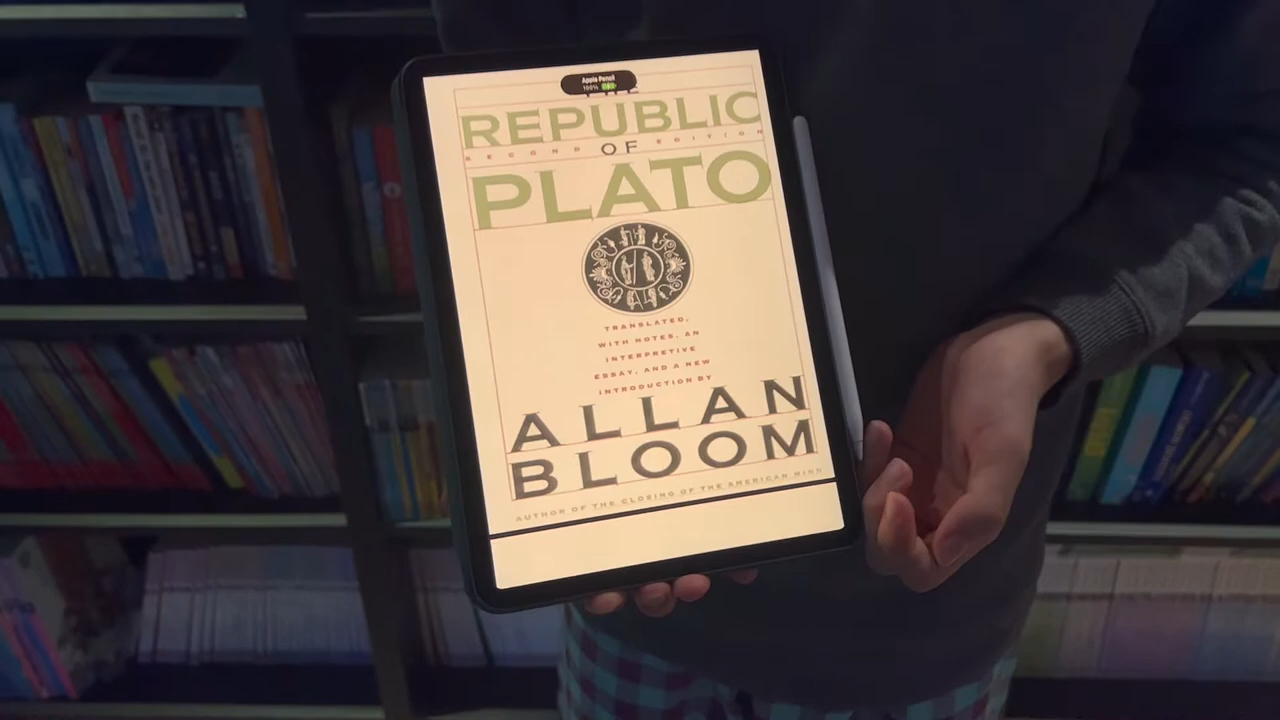 Apple Pencil
100%
THE
REPUBLIC
SECOND EDITION
OF
PLATO
TRANSLATED,
WITH NOTES, AN
INTERPRETIVE
ESSAY, AND A NEW
INTRODUCTION BY
ALLAN
BLOOM
AUTHOR OF THE CLOSING OF THE AMERICAN MIND